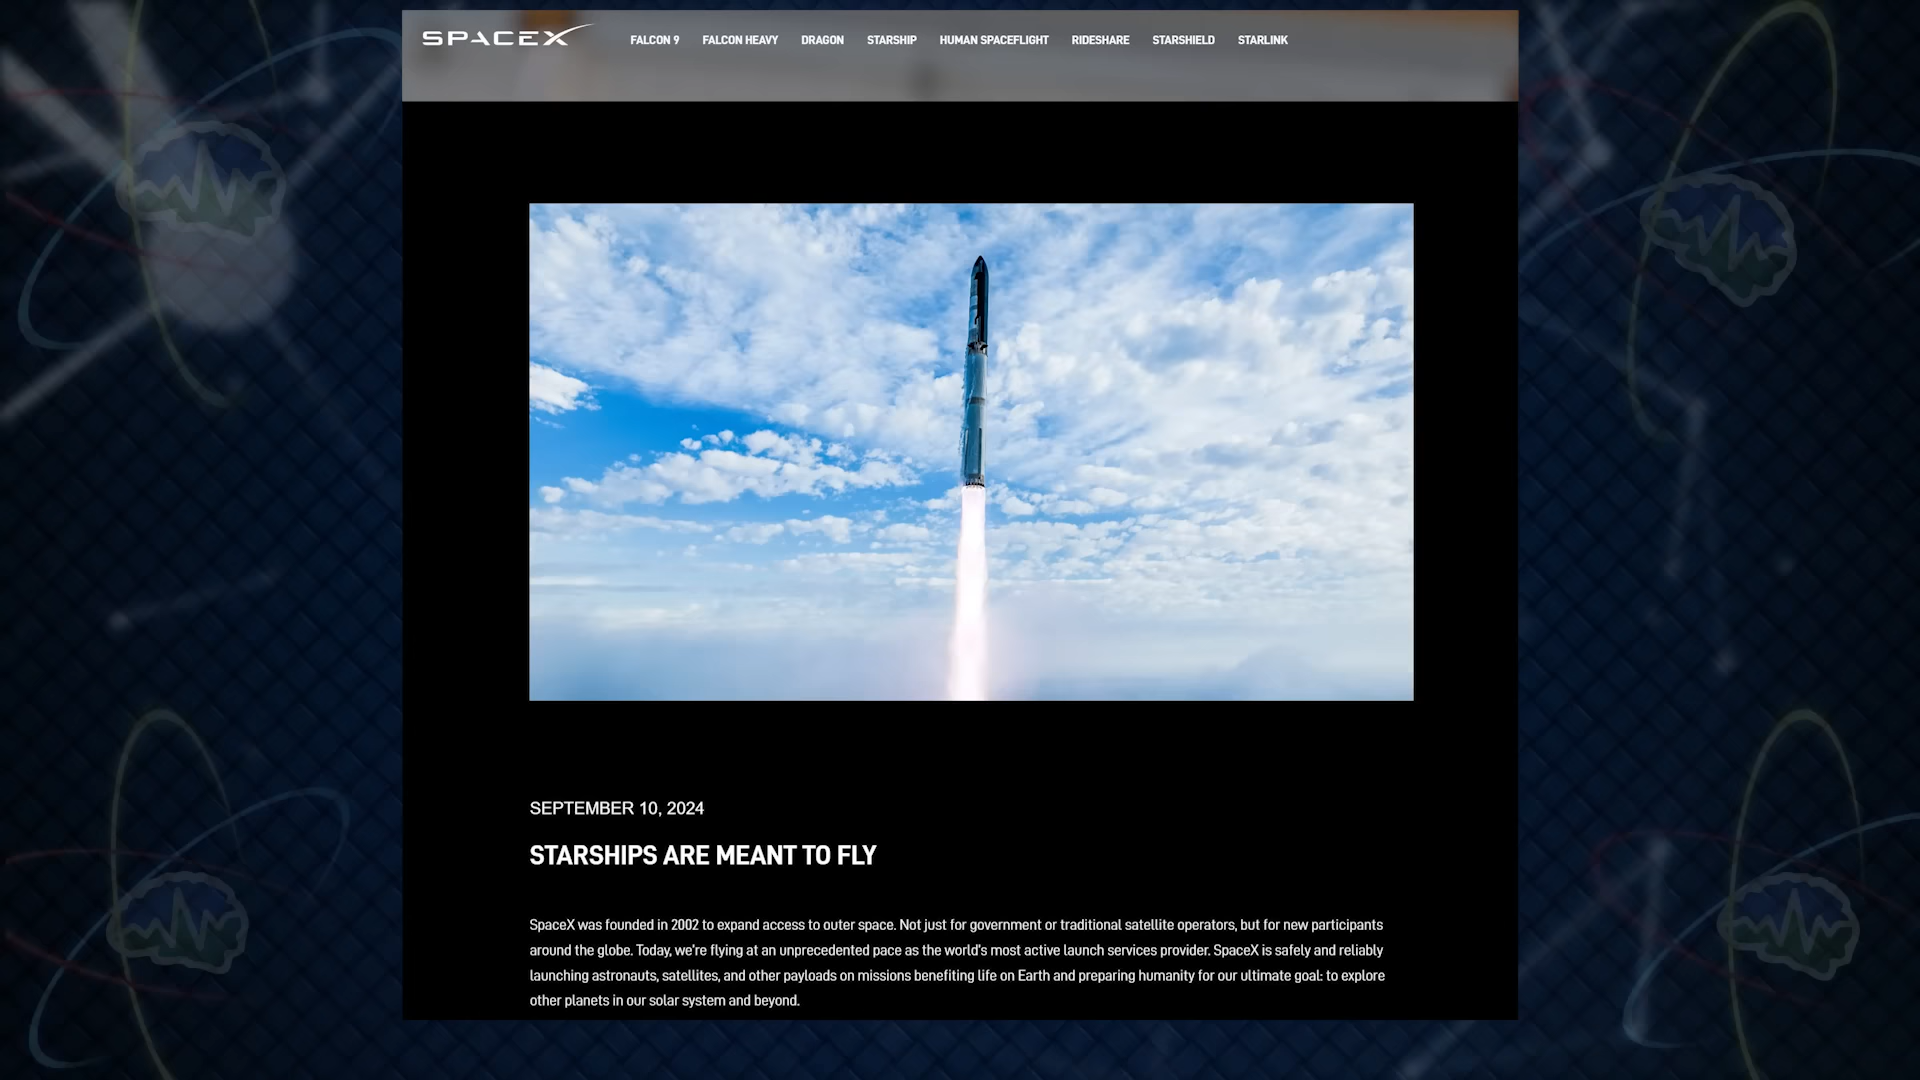 SPACEX
FALCON 9 FALCON HEAVY DRAGON STARSHIP HUMAN SPACEFLIGHT RIDESHARE STARSHIELD STARLINK
SEPTEMBER 10, 2024
STARSHIPS ARE MEANT TO FLY
SpaceX was founded in 2002 to expand access to outer space. Not just for government or traditional satellite operators, but for new participants
around the globe. Today, we're flying at an unprecedented pace as the world's most active launch services provider. SpaceX is safely and reliably
launching astronauts, satellites, and other payloads on missions benefiting life on Earth and preparing humanity for our ultimate goal: to explore
other planets in our solar system and beyond.